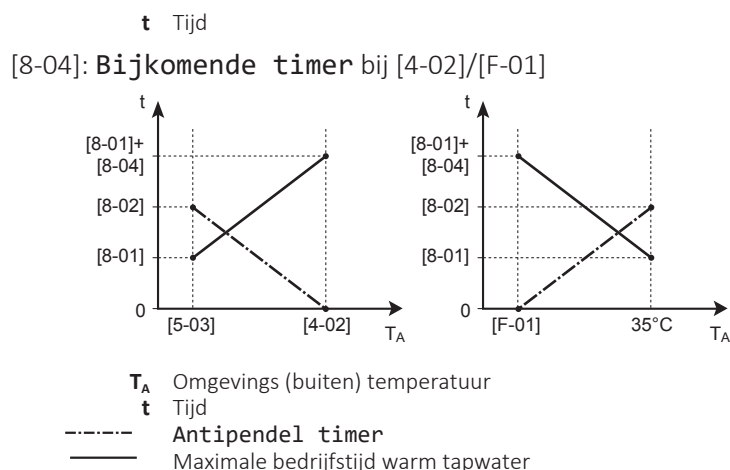 t Tijd
[8-04]: Bijkomende timer bij [4-02]/[F-01]
t
[8-01]+
[8-04]
[8-02]
[8-01]
0
[5-03] [4-02] TA
t
[8-01]+
[8-04]
[8-02]
[8-01]
0
[F-01] 35°C TA
TA Omgevings (buiten) temperatuur
t Tijd
Antipendel timer
Maximale bedrijfstijd warm tapwater